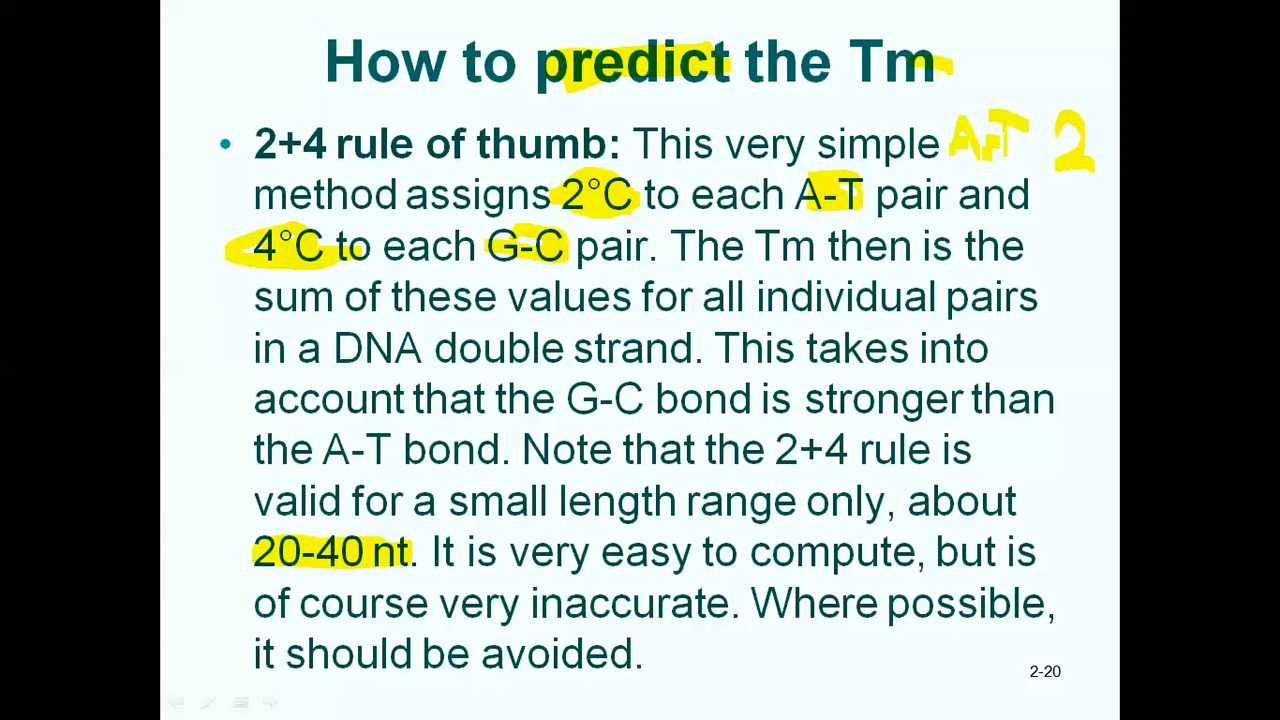 How to predict the Tm
• 2+4 rule of thumb: This very simple A-T 2
method assigns 2°C to each A-T pair and
4°C to each G-C pair. The Tm then is the
sum of these values for all individual pairs
in a DNA double strand. This takes into
account that the G-C bond is stronger than
the A-T bond. Note that the 2+4 rule is
valid for a small length range only, about
20-40 nt. It is very easy to compute, but is
of course very inaccurate. Where possible,
it should be avoided.
2-20